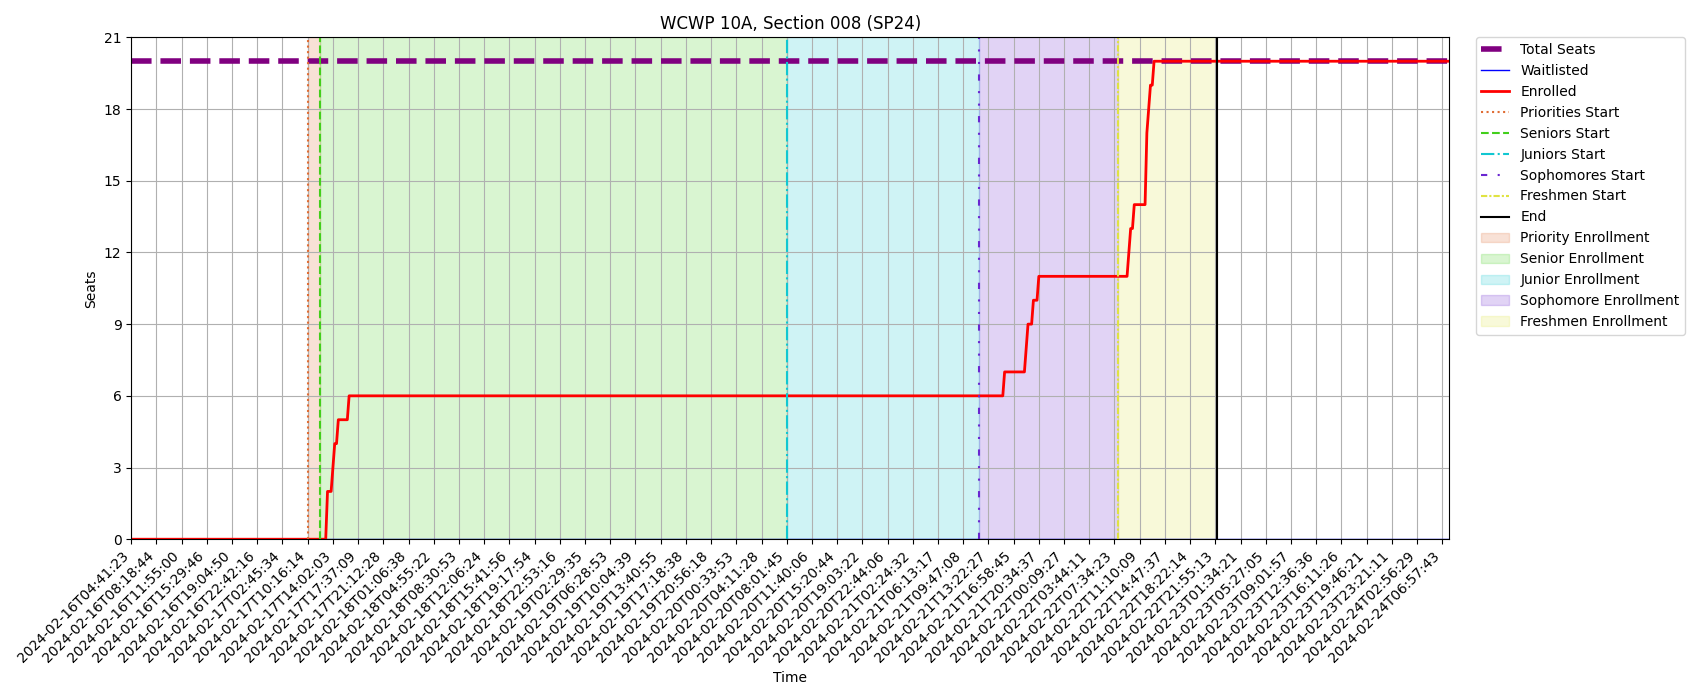 WCWP 10A, Section 008 (SP24)
21
18
15
12
9
6
3
0
Seats
2024-02-16T04:41:23
2024-02-16T08:18:44
2024-02-16T11:55:00
2024-02-16T15:29:46
2024-02-16T19:04:50
2024-02-16T22:42:16
2024-02-17T02:45:34
2024-02-17T10:16:14
2024-02-17T14:02:03
2024-02-17T17:37:09
2024-02-17T21:12:28
2024-02-18T01:06:38
2024-02-18T04:55:22
2024-02-18T08:30:53
2024-02-18T12:06:24
2024-02-18T15:41:56
2024-02-18T19:17:54
2024-02-18T22:53:16
2024-02-19T02:29:35
2024-02-19T06:28:53
2024-02-19T10:04:39
2024-02-19T13:40:55
2024-02-19T17:18:38
2024-02-19T20:56:18
2024-02-20T00:33:53
2024-02-20T04:11:28
2024-02-20T08:01:45
2024-02-20T11:40:06
2024-02-20T15:20:44
2024-02-20T19:03:22
2024-02-20T22:44:06
2024-02-21T02:24:32
2024-02-21T06:13:17
2024-02-21T09:47:08
2024-02-21T13:22:27
2024-02-21T16:58:45
2024-02-21T20:34:37
2024-02-22T00:09:27
2024-02-22T03:44:11
2024-02-22T07:34:23
2024-02-22T11:10:09
2024-02-22T14:47:37
2024-02-22T18:22:14
2024-02-22T21:55:13
2024-02-23T01:34:21
2024-02-23T05:27:05
2024-02-23T09:01:57
2024-02-23T12:36:36
2024-02-23T16:11:26
2024-02-23T19:46:21
2024-02-23T23:21:11
2024-02-24T02:56:29
2024-02-24T06:57:43
Time
Total Seats
Waitlisted
Enrolled
Priorities Start
Seniors Start
Juniors Start
Sophomores Start
Freshmen Start
End
Priority Enrollment
Senior Enrollment
Junior Enrollment
Sophomore Enrollment
Freshmen Enrollment